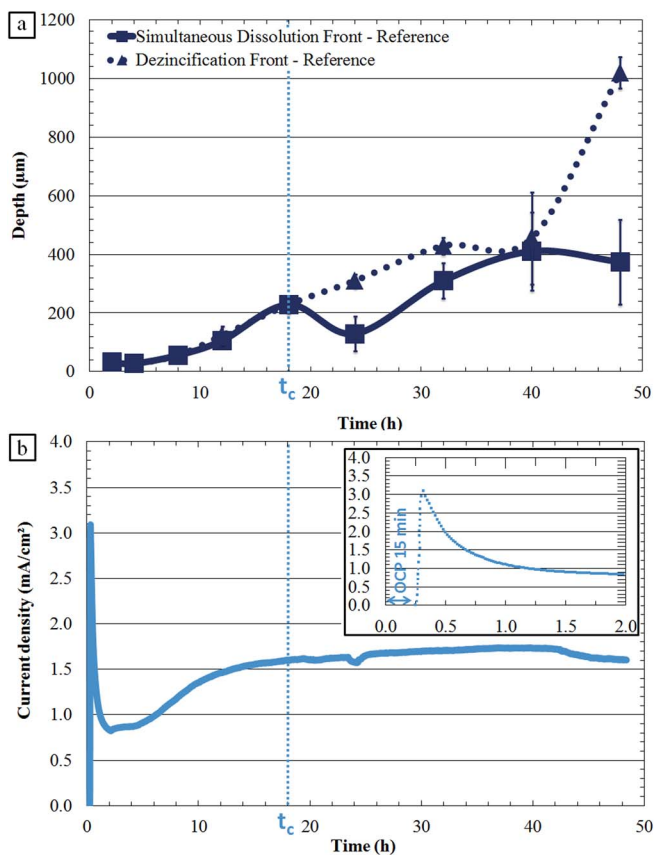 a
1200
1000
800
600
400
200
0
Depth (µm)
Simultaneous Dissolution Front - Reference
Dezincification Front - Reference
0 10 20 30 40 50
tc
Time (h)
b
4.0
3.5
3.0
2.5
2.0
1.5
1.0
0.5
0.0
Current density (mA/cm²)
4.0
3.5
3.0
2.5
2.0
1.5
1.0
0.5
0.0
OCP 15 min
0.0 0.5 1.0 1.5 2.0
0 10 20 30 40 50
tc
Time (h)